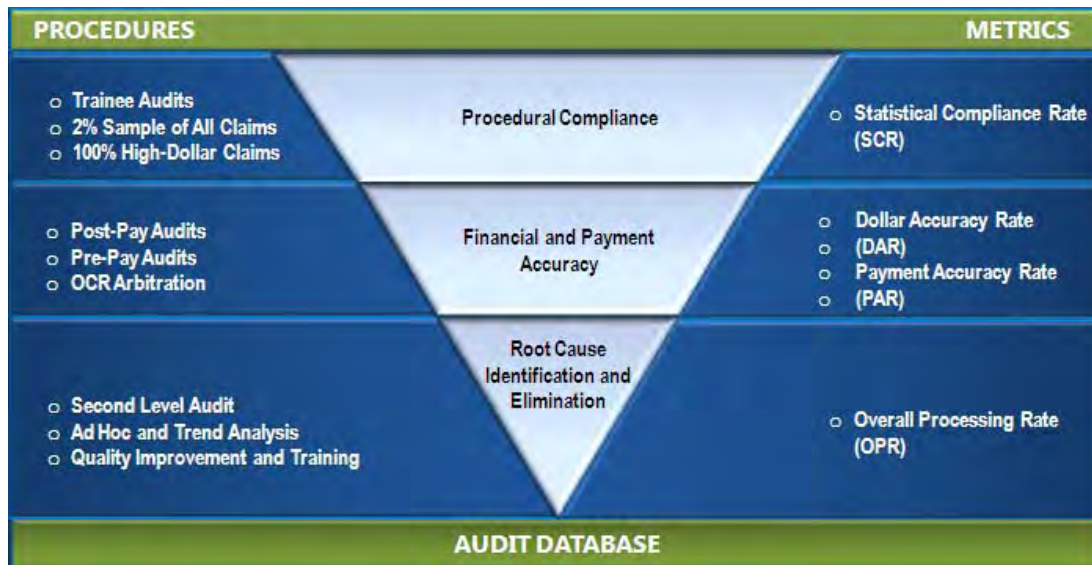 PROCEDURES
METRICS
o Trainee Audits
o 2% Sample of All Claims
o 100% High-Dollar Claims
Procedural Compliance
o Statistical Compliance Rate
(SCR)
o Post-Pay Audits
o Pre-Pay Audits
o OCR Arbitration
Financial and Payment
Accuracy
o Dollar Accuracy Rate
o (DAR)
o Payment Accuracy Rate
o (PAR)
o Second Level Audit
o Ad Hoc and Trend Analysis
o Quality Improvement and Training
Root Cause
Identification and
Elimination
o Overall Processing Rate
(OPR)
AUDIT DATABASE